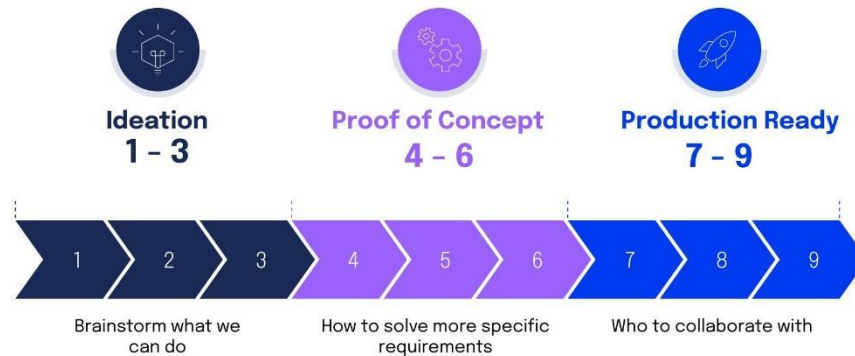 Ideation
1 - 3
Proof of Concept
4 - 6
Production Ready
7 - 9
1
2
3
4
5
6
7
8
9
Brainstorm what we
can do
How to solve more specific
requirements
Who to collaborate with